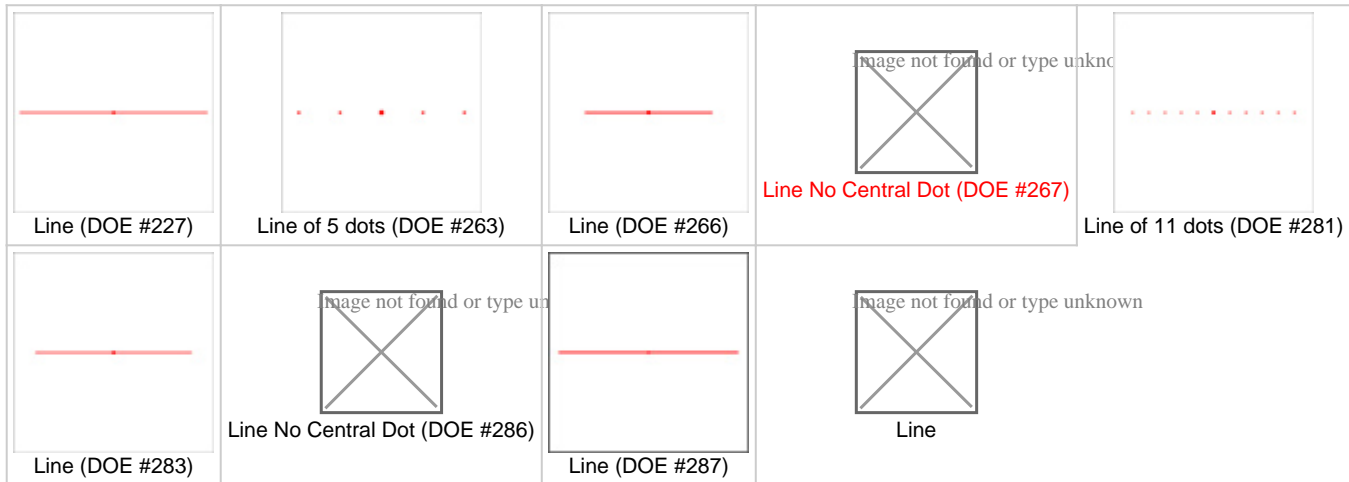 Image not found or type unkno
Line (DOE #227)
Line of 5 dots (DOE #263)
Line (DOE #266)
Line No Central Dot (DOE #267)
Line of 11 dots (DOE #281)
Image not found or type un
Image not found or type unknown
Line (DOE #283)
Line No Central Dot (DOE #286)
Line (DOE #287)
Line